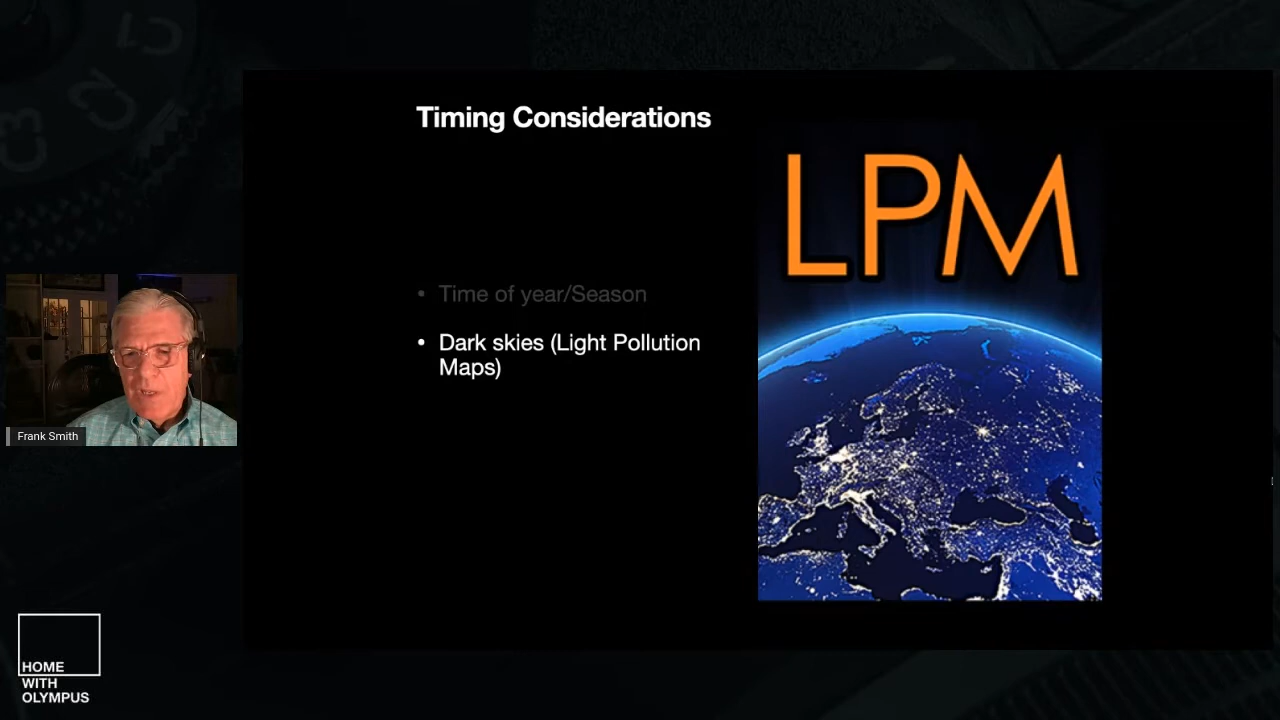 Timing Considerations
LPM
• Time of year/Season
• Dark skies (Light Pollution
Maps)
Frank Smith
HOME
WITH
OLYMPUS